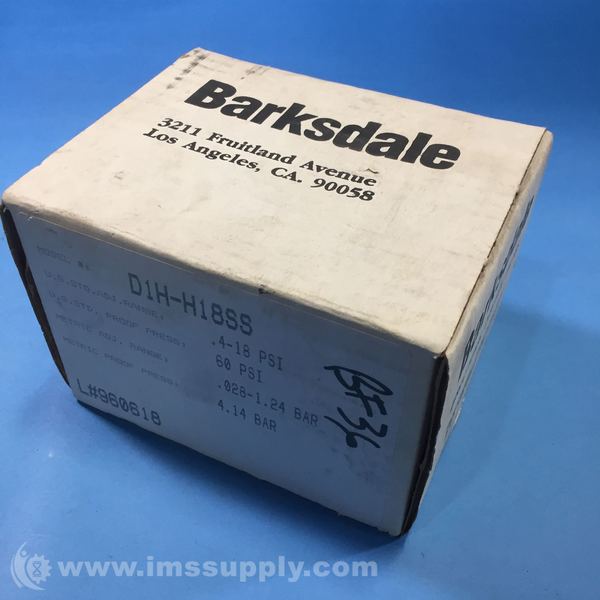 Barksdale
3211 Fruitland Avenue
Los Angeles, CA. 90058
MODEL #: D1H-H18SS
U.S.STD.ADJ.RANGE: .4-18 PSI
U.S.STD. PROOF PRESS: 60 PSI
METRIC ADJ. RANGE: .028-1.24 BAR
METRIC PROOF PRESS: 4.14 BAR
L#960618
BF36
www.imssupply.com